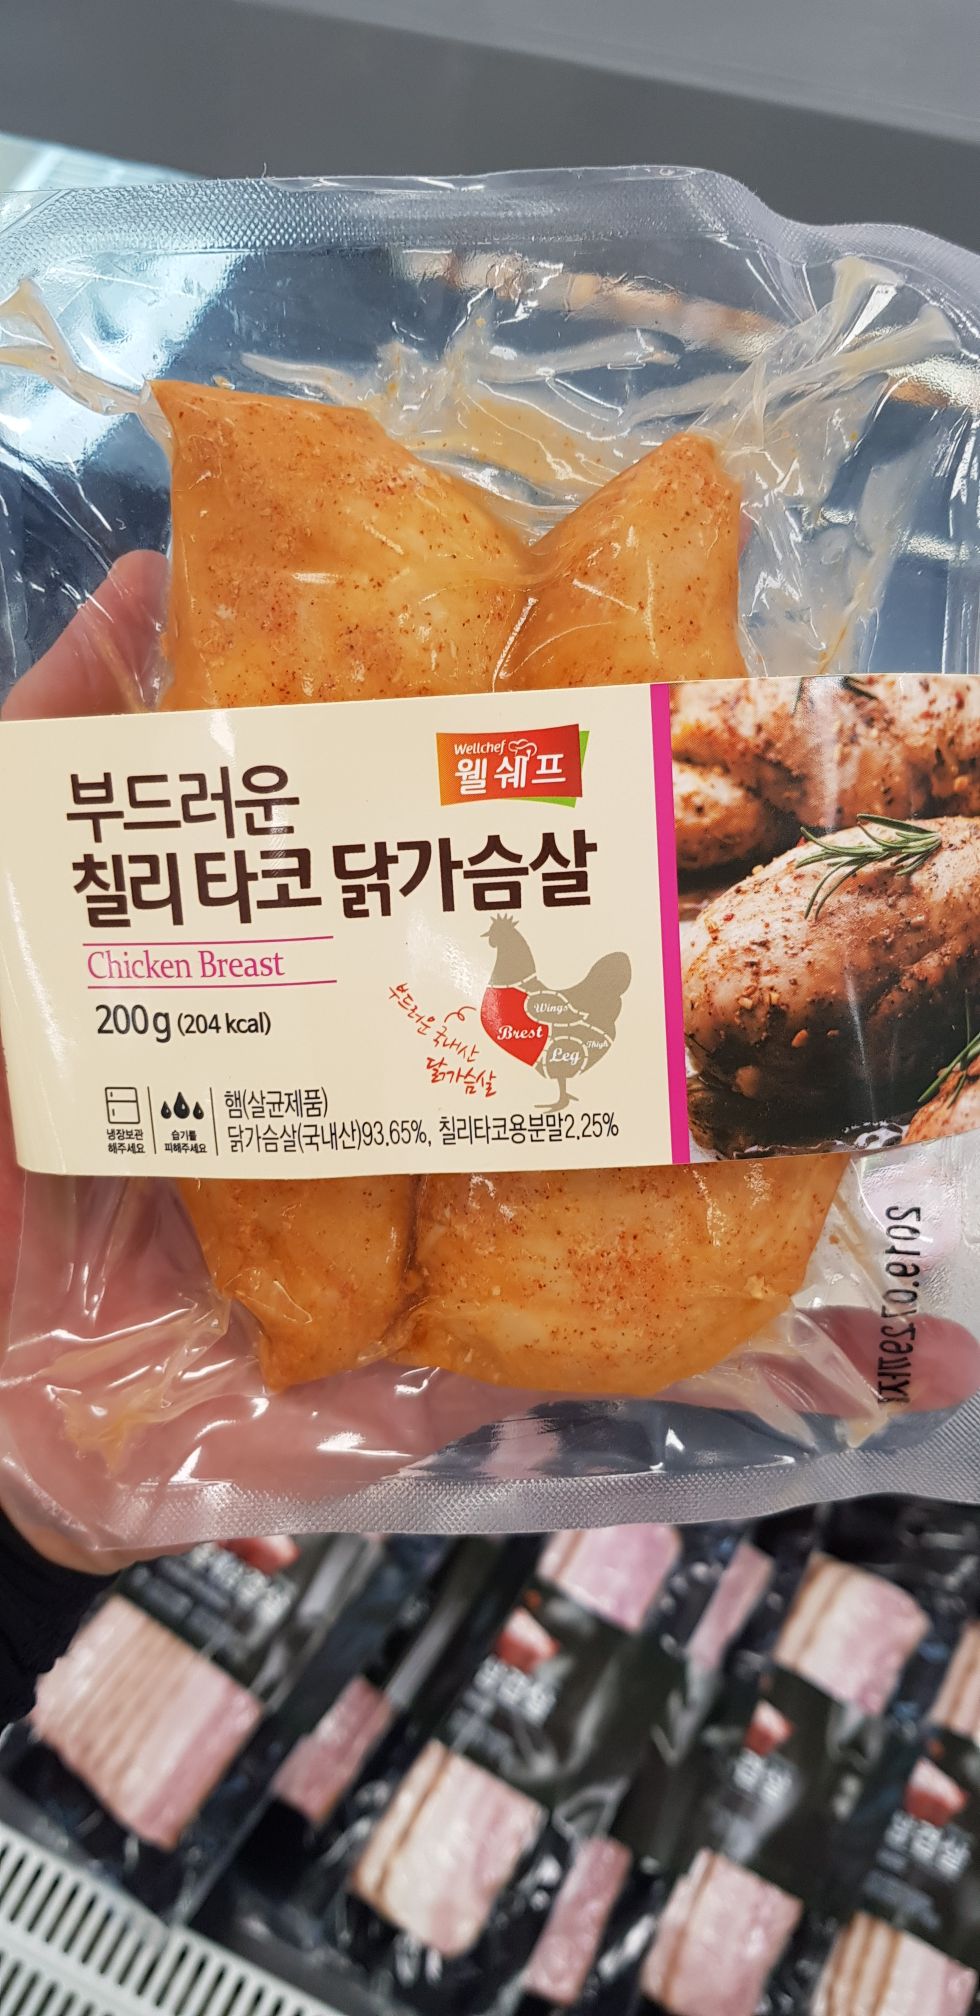 Wellchef
웰쉐프
부드러운
칠리 타코 닭가슴살
Chicken Breast
200g (204 kcal)
부드러운 국내산
닭가슴살
Wings
Brest
Leg
Thigh
냉장보관
해주세요
습기를
피해주세요
햄(살균제품)
닭가슴살(국내산)93.65%, 칠리타코용분말2.25%